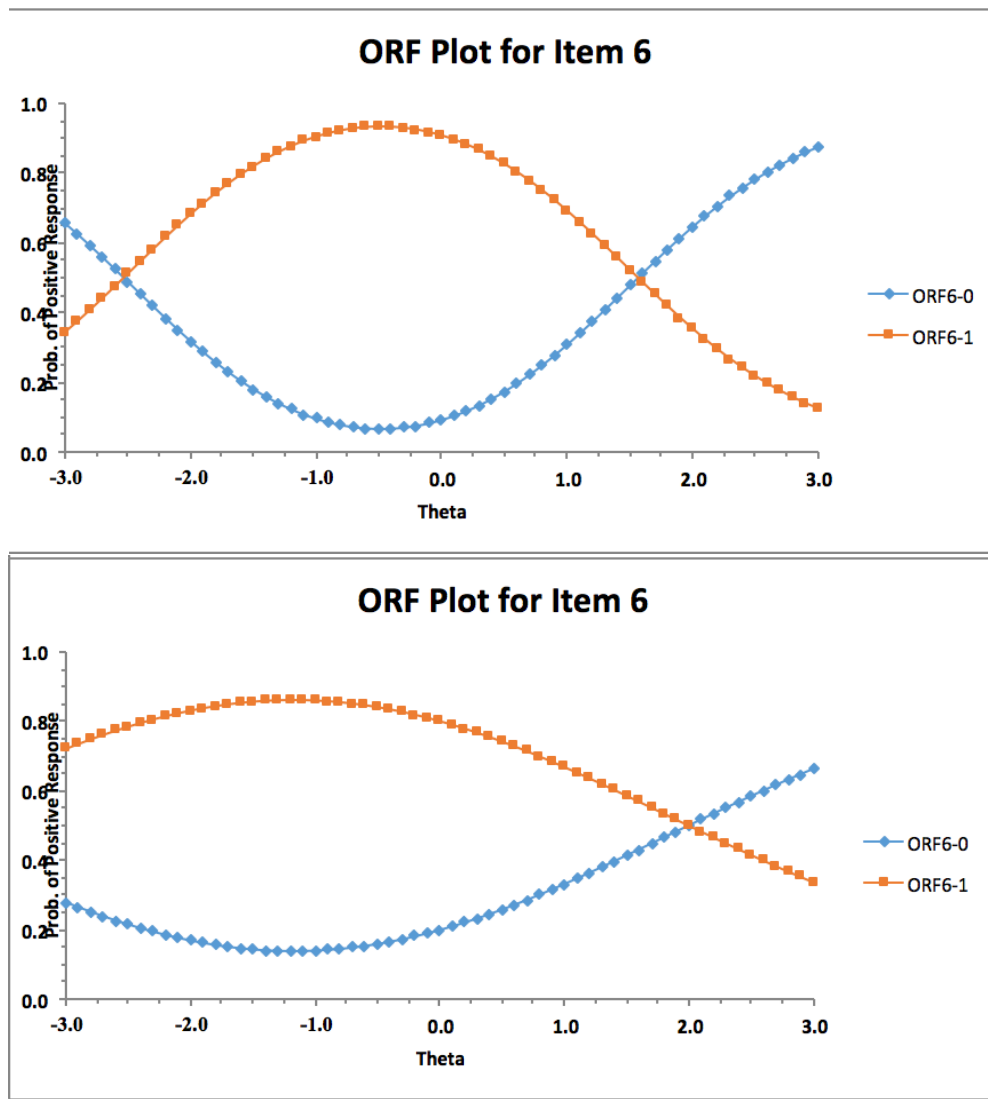 ORF Plot for Item 6
1.0
0.8
0.6
0.4
0.2
0.0
Prob. of Positive Response
-3.0 -2.0 -1.0 0.0 1.0 2.0 3.0
Theta
ORF6-0
ORF6-1
ORF Plot for Item 6
1.0
0.8
0.6
0.4
0.2
0.0
Prob. of Positive Response
-3.0 -2.0 -1.0 0.0 1.0 2.0 3.0
Theta
ORF6-0
ORF6-1